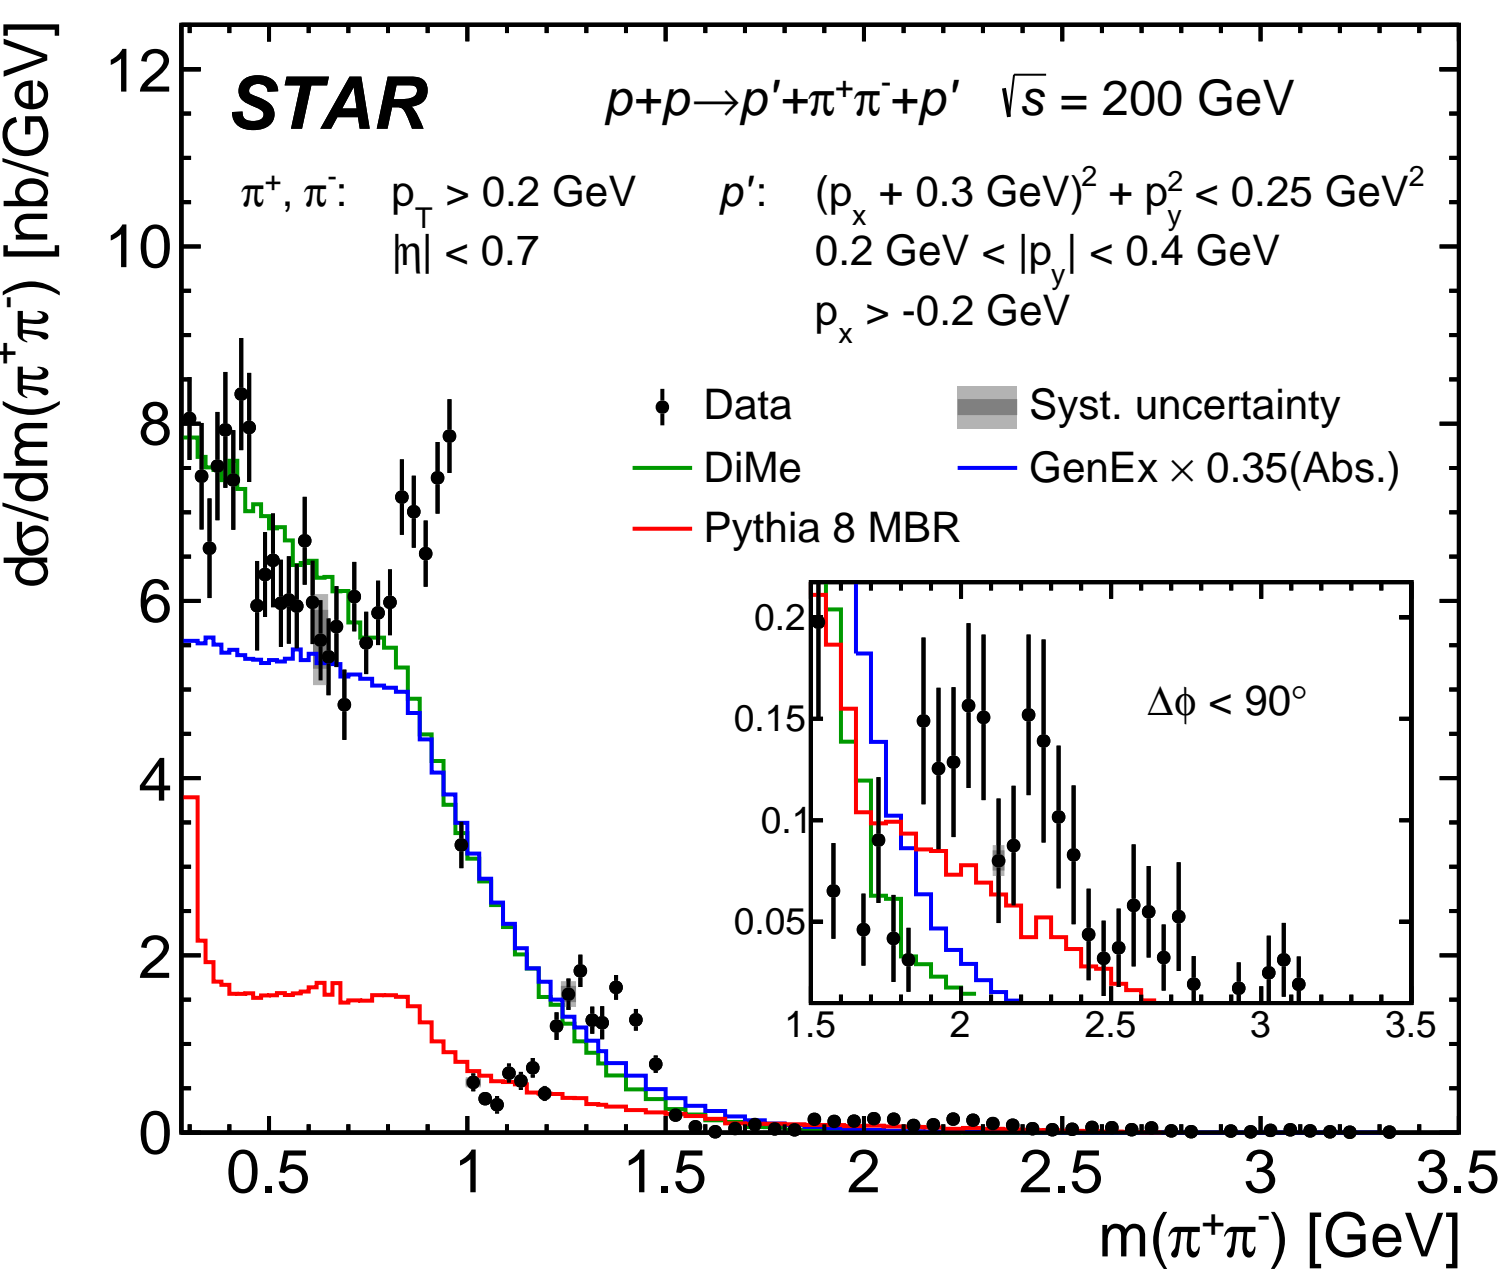 dσ/dm(π⁺π⁻) [nb/GeV]
12
10
8
6
4
2
0
STAR p+p→p′+π⁺π⁻+p′ √s = 200 GeV
π⁺, π⁻: p_T > 0.2 GeV p′: (p_x + 0.3 GeV)² + p_y² < 0.25 GeV²
|η| < 0.7 0.2 GeV < |p_y| < 0.4 GeV
p_x > -0.2 GeV
Data Syst. uncertainty
DiMe GenEx × 0.35(Abs.)
Pythia 8 MBR
0.2
0.15
0.1
0.05
Δϕ < 90°
1.5 2 2.5 3 3.5
0.5 1 1.5 2 2.5 3 3.5
m(π⁺π⁻) [GeV]